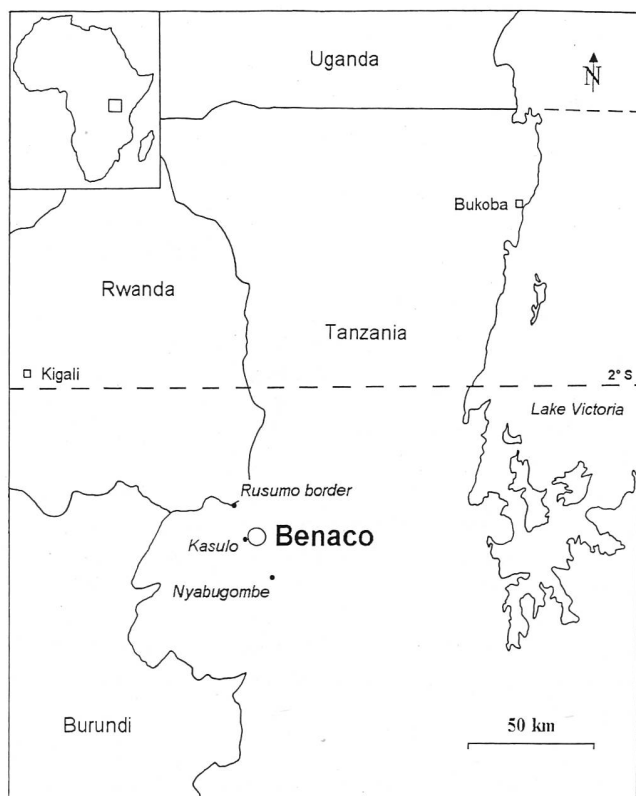 Uganda
N
Bukoba
Rwanda
Tanzania
Kigali
2° S
Lake Victoria
Rusumo border
Kasulo
Benaco
Nyabugombe
Burundi
50 km